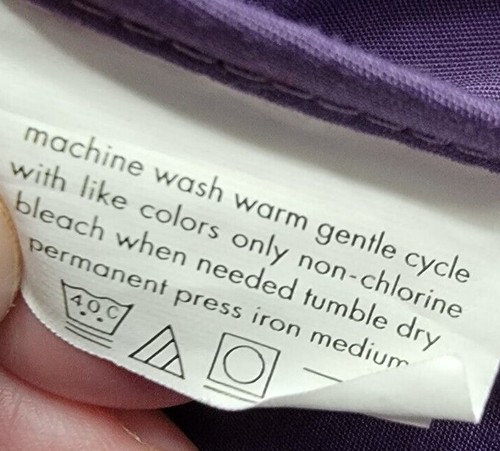 machine wash warm gentle cycle
with like colors only non-chlorine
bleach when needed tumble dry
permanent press iron medium
40C